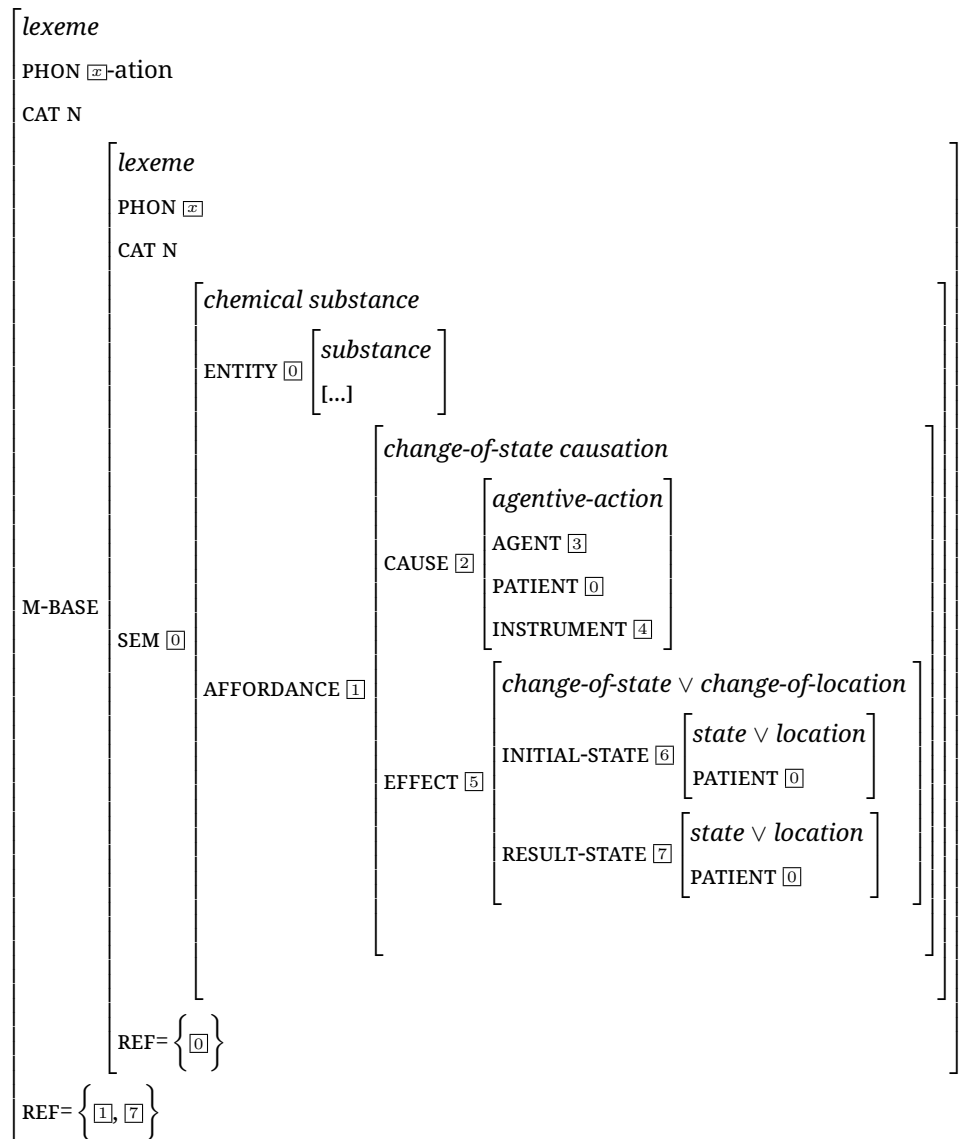 lexeme
PHON x-ation
CAT N
lexeme
PHON x
CAT N
chemical substance
substance
ENTITY 0
[...]
change-of-state causation
agentive-action
AGENT 3
CAUSE 2
PATIENT 0
INSTRUMENT 4
M-BASE
SEM 0
AFFORDANCE 1
change-of-state ∨ change-of-location
state ∨ location
INITIAL-STATE 6
PATIENT 0
EFFECT 5
state ∨ location
RESULT-STATE 7
PATIENT 0
REF= { 0 }
REF= { 1, 7 }